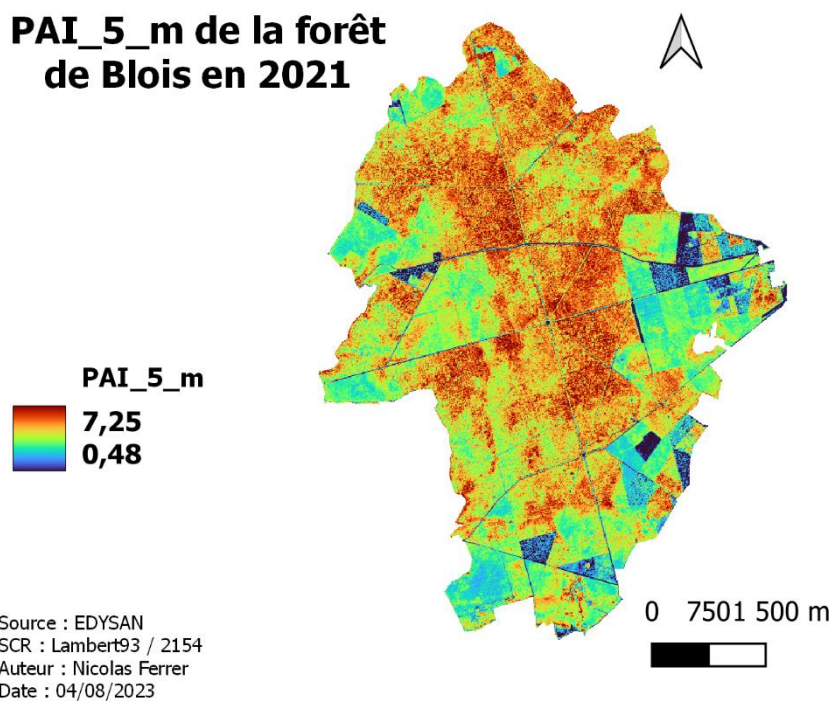 PAI_5_m de la forêt
de Blois en 2021
PAI_5_m
7,25
0,48
Source : EDYSAN
SCR : Lambert93 / 2154
Auteur : Nicolas Ferrer
Date : 04/08/2023
0 7501 500 m